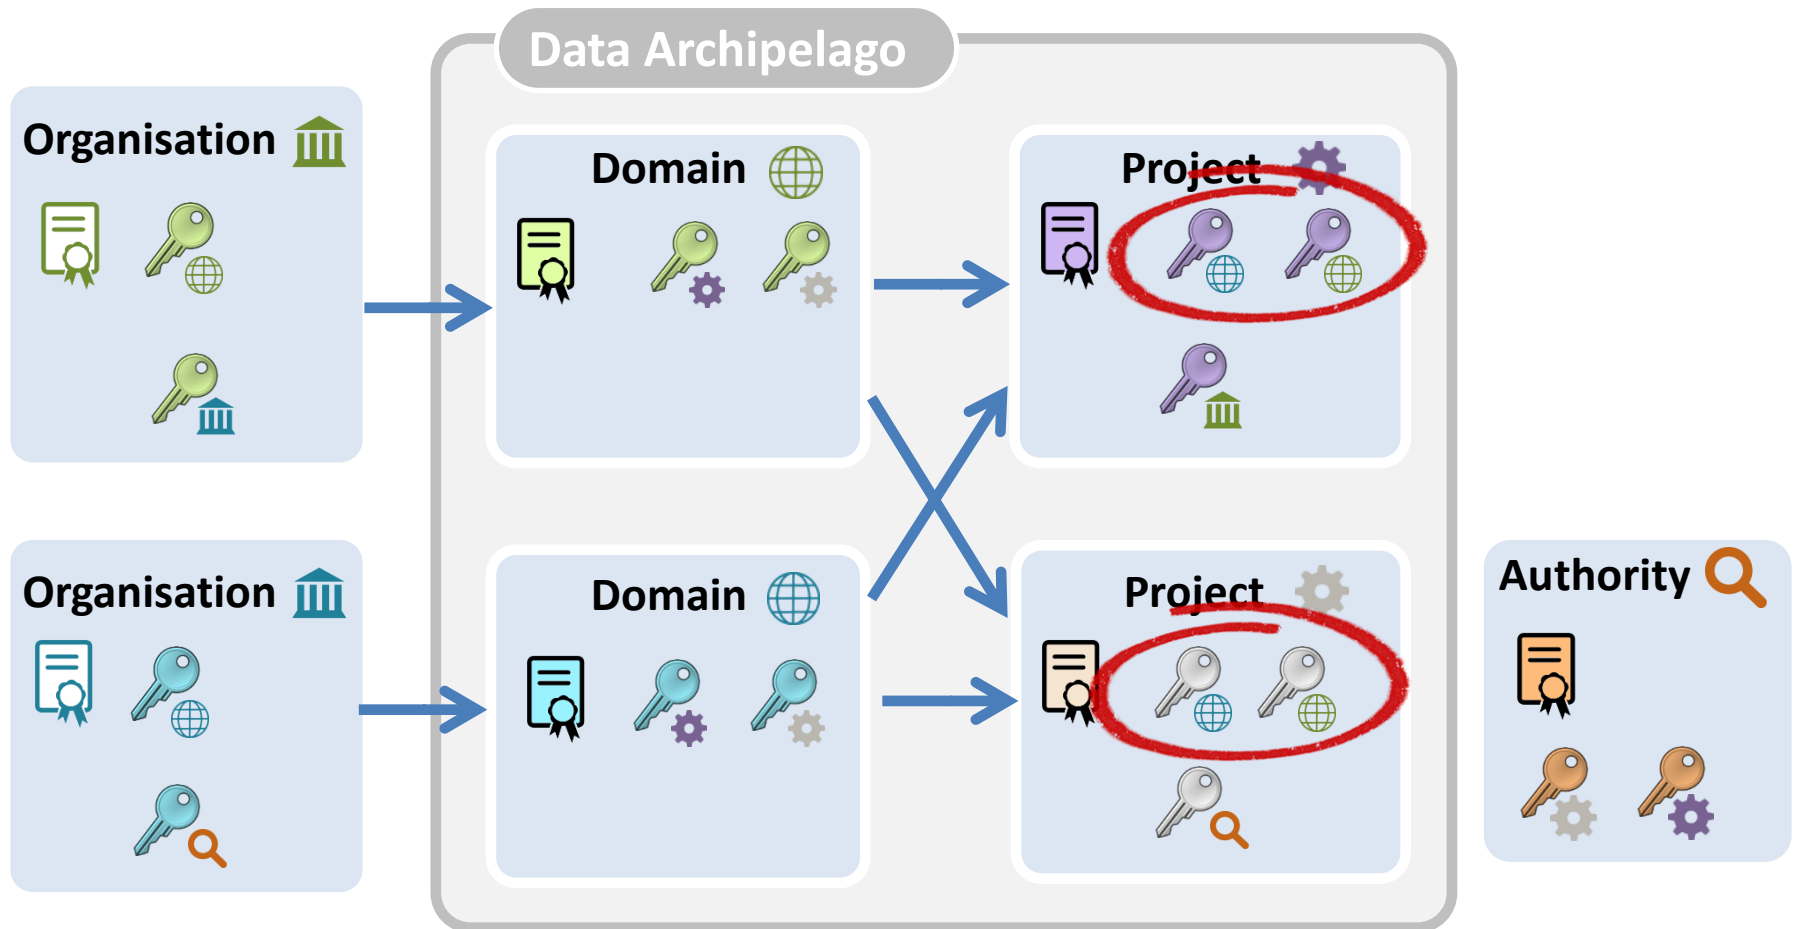 Data Archipelago
Organisation
Domain
Project
Organisation
Domain
Project
Authority